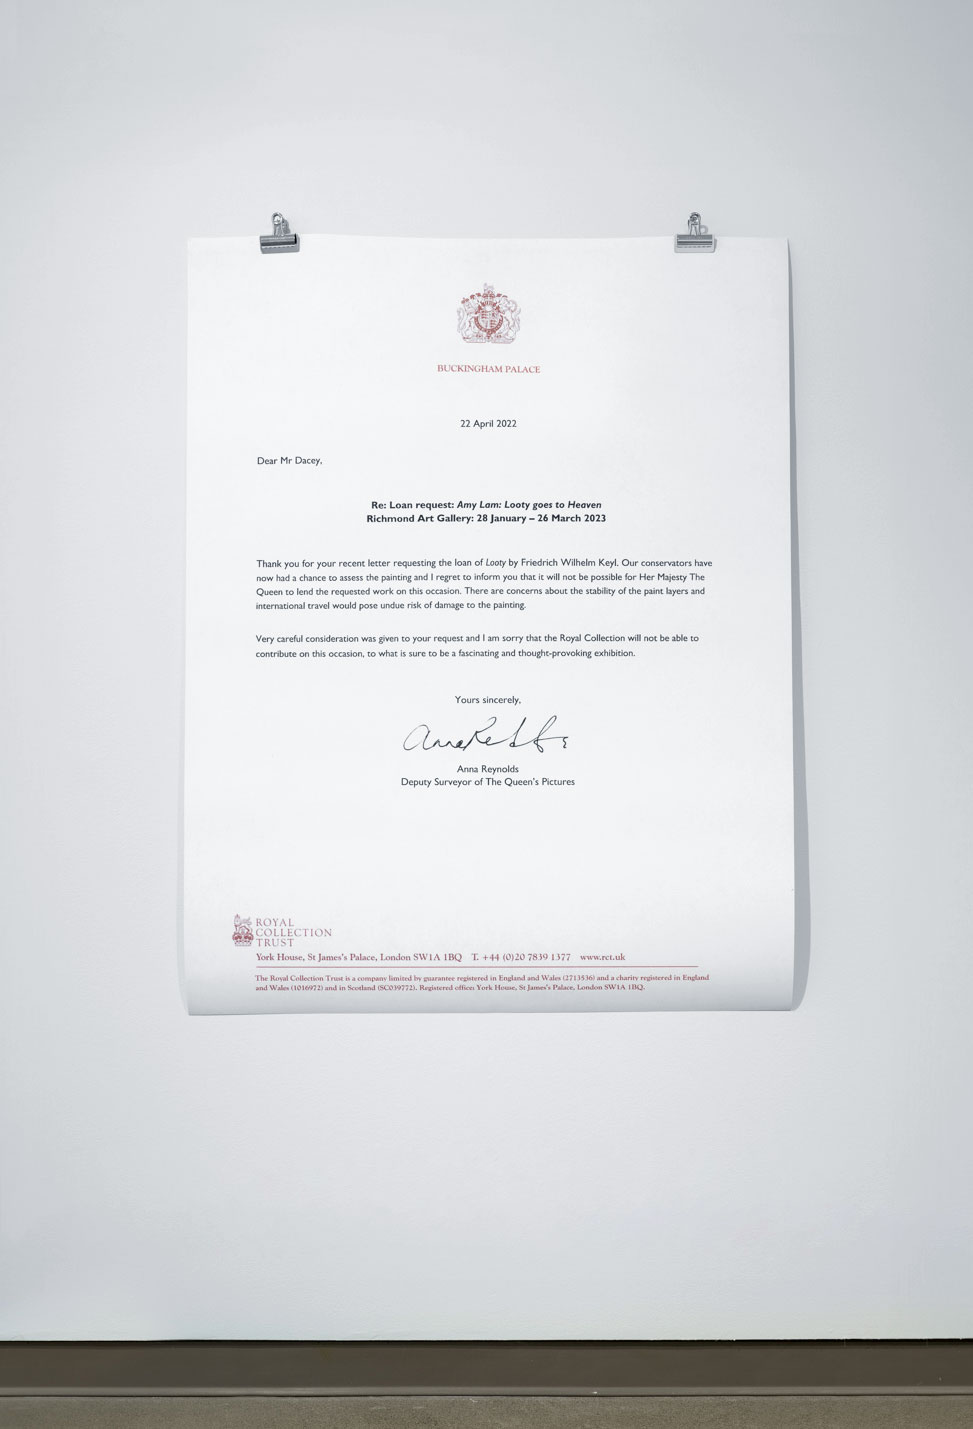 BUCKINGHAM PALACE
22 April 2022
Dear Mr Dacey,
Re: Loan request: Amy Lam: Looty goes to Heaven
Richmond Art Gallery: 28 January – 26 March 2023
Thank you for your recent letter requesting the loan of Looty by Friedrich Wilhelm Keyl. Our conservators have
now had a chance to assess the painting and I regret to inform you that it will not be possible for Her Majesty The
Queen to lend the requested work on this occasion. There are concerns about the stability of the paint layers and
international travel would pose undue risk of damage to the painting.
Very careful consideration was given to your request and I am sorry that the Royal Collection will not be able to
contribute on this occasion, to what is sure to be a fascinating and thought-provoking exhibition.
Yours sincerely,
Anna Reynolds
Deputy Surveyor of The Queen's Pictures
ROYAL
COLLECTION
TRUST
York House, St James's Palace, London SW1A 1BQ T. +44 (0)20 7839 1377 www.rct.uk
The Royal Collection Trust is a company limited by guarantee registered in England and Wales (2713536) and a charity registered in England
and Wales (1016972) and in Scotland (SC039772). Registered office: York House, St James's Palace, London SW1A 1BQ.